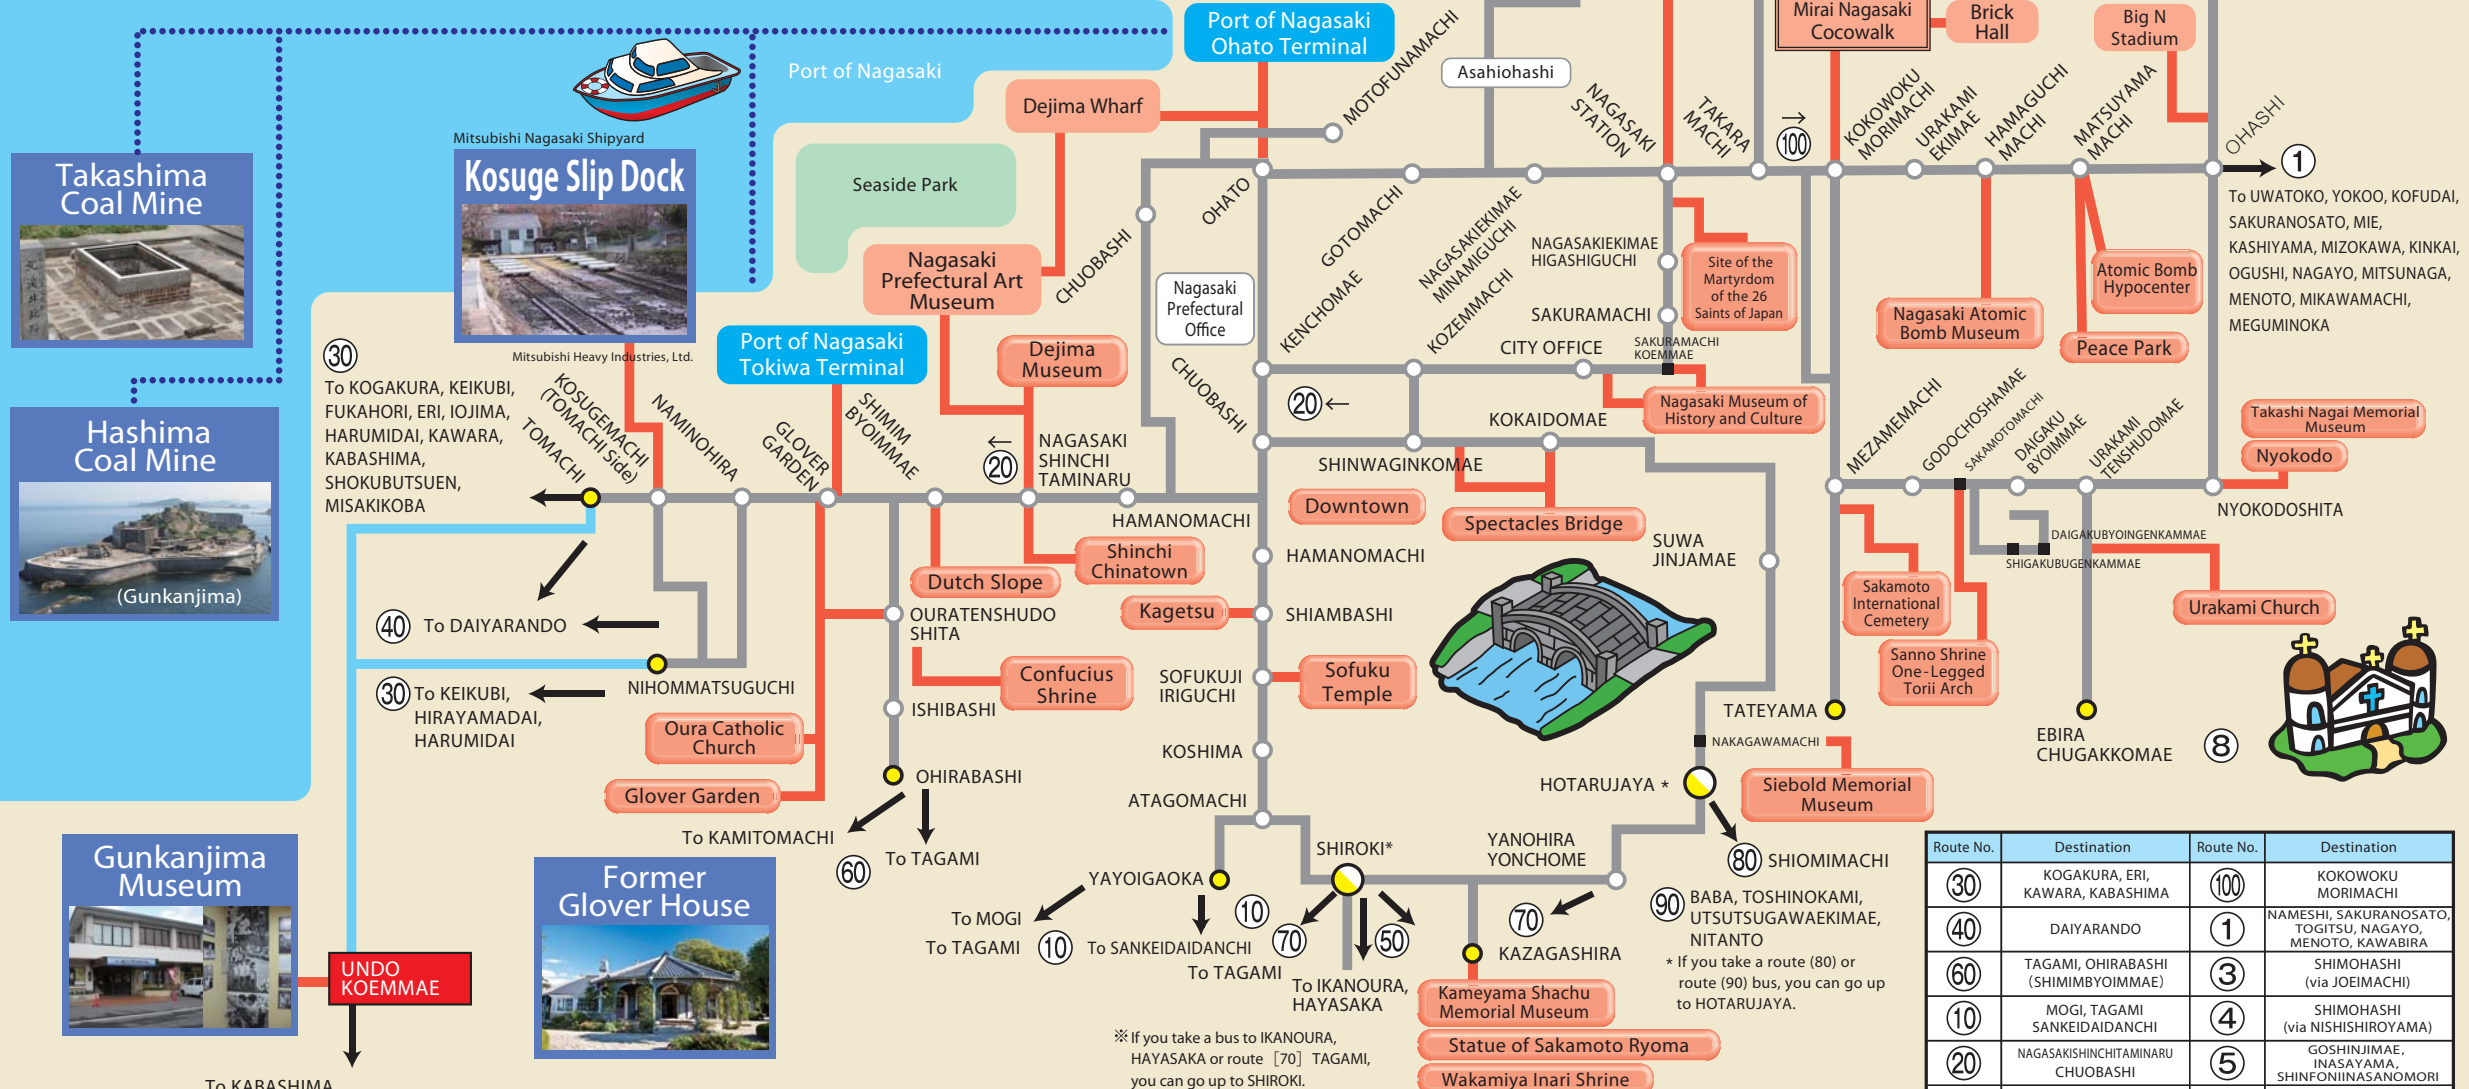 Port of Nagasaki
Ohato Terminal
Mirai Nagasaki
Cocowalk
Brick
Hall
Big N
Stadium
Port of Nagasaki
Asahiohashi
MOTOFUNAMACHI
Dejima Wharf
NAGASAKI
STATION
TAKARA
MACHI
→
100
KOKOWOKU
MORIMACHI
URAKAMI
EKIMAE
HAMAGUCHI
MACHI
MATSUYAMA
MACHI
OHASHI
1
To UWATOKO, YOKOO, KOFUDAI,
SAKURANOSATO, MIE,
KASHIYAMA, MIZOKAWA, KINKAI,
OGUSHI, NAGAYO, MITSUNAGA,
MENOTO, MIKAWAMACHI,
MEGUMINOKA
Mitsubishi Nagasaki Shipyard
Kosuge Slip Dock
Mitsubishi Heavy Industries, Ltd.
Takashima
Coal Mine
Seaside Park
OHATO
GOTOMACHI
NAGASAKIEKIMAE
MINAMIGUCHI
NAGASAKIEKIMAE
HIGASHIGUCHI
Site of the
Martyrdom
of the 26
Saints of Japan
Atomic Bomb
Hypocenter
Nagasaki
Prefectural Art
Museum
CHUOBASHI
Nagasaki
Prefectural
Office
KENCHOMAE
KOZEMMACHI
SAKURAMACHI
Nagasaki Atomic
Bomb Museum
Peace Park
Port of Nagasaki
Tokiwa Terminal
Dejima
Museum
CITY OFFICE
SAKURAMACHI
KOEMMAE
30
To KOGAKURA, KEIKUBI,
FUKAHORI, ERI, IOJIMA,
HARUMIDAI, KAWARA,
KABASHIMA,
SHOKUBUTSUEN,
MISAKIKOBA
Hashima
Coal Mine
(Gunkanjima)
TOMACHI
KOSUGEMACHI
(TOMACHI Side)
NAMINOHIRA
GLOVER
GARDEN
SHIMIM
BYOIMMAE
←
20
NAGASAKI
SHINCHI
TAMINARU
CHUOBASHI
20 ←
KOKAIDOMAE
Nagasaki Museum of
History and Culture
MEZAMEMACHI
GODOCHOSHAMAE
SAKAMOTOMACHI
DAIGAKU
BYOIMMAE
URAKAMI
TENSHUDOMAE
Takashi Nagai Memorial
Museum
Nyokodo
NYOKODOSHITA
SHINWAGINKOMAE
HAMANOMACHI
Downtown
Spectacles Bridge
SUWA
JINJAMAE
DAIGAKUBYOINGENKAMMAE
SHIGAKUBUGENKAMMAE
HAMANOMACHI
Shinchi
Chinatown
Dutch Slope
Kagetsu
SHIAMBASHI
Sakamoto
International
Cemetery
Urakami Church
40
To DAIYARANDO
OURATENSHUDO
SHITA
Confucius
Shrine
SOFUKUJI
IRIGUCHI
Sofuku
Temple
Sanno Shrine
One-Legged
Torii Arch
NIHOMMATSUGUCHI
30
To KEIKUBI,
HIRAYAMADAI,
HARUMIDAI
ISHIBASHI
Oura Catholic
Church
KOSHIMA
TATEYAMA
NAKAGAWAMACHI
EBIRA
CHUGAKKOMAE
8
Glover Garden
OHIRABASHI
ATAGOMACHI
HOTARUJAYA *
Siebold Memorial
Museum
To KAMITOMACHI
60
To TAGAMI
SHIROKI*
YANOHIRA
YONCHOME
80
SHIOMIMACHI
Gunkanjima
Museum
Former
Glover House
YAYOIGAOKA
To MOGI
To TAGAMI
10
To SANKEIDAIDANCHI
10
70
To TAGAMI
50
To IKANOURA,
HAYASAKA
70
KAZAGASHIRA
90
BABA, TOSHINOKAMI,
UTSUTSUGAWAEKIMAE,
NITANTO
* If you take a route (80) or
route (90) bus, you can go up
to HOTARUJAYA.
UNDO
KOEMMAE
To KABASHIMA
Kameyama Shachu
Memorial Museum
Statue of Sakamoto Ryoma
Wakamiya Inari Shrine
※ If you take a bus to IKANOURA,
HAYASAKA or route [70] TAGAMI,
you can go up to SHIROKI.
Route No. Destination Route No. Destination
30 KOGAKURA, ERI, KAWARA, KABASHIMA 100 KOKOWOKU MORIMACHI
40 DAIYARANDO 1 NAMESHI, SAKURANOSATO, TOGITSU, NAGAYO, MENOTO, KAWABIRA
60 TAGAMI, OHIRABASHI (SHIMIMBYOIMMAE) 3 SHIMOHASHI (via JOEIMACHI)
10 MOGI, TAGAMI SANKEIDAIDANCHI 4 SHIMOHASHI (via NISHISHIROYAMA)
20 NAGASAKISHINCHITAMINARU CHUOBASHI 5 GOSHINJIMAE, INASAYAMA, SHINFONIINASANOMORI